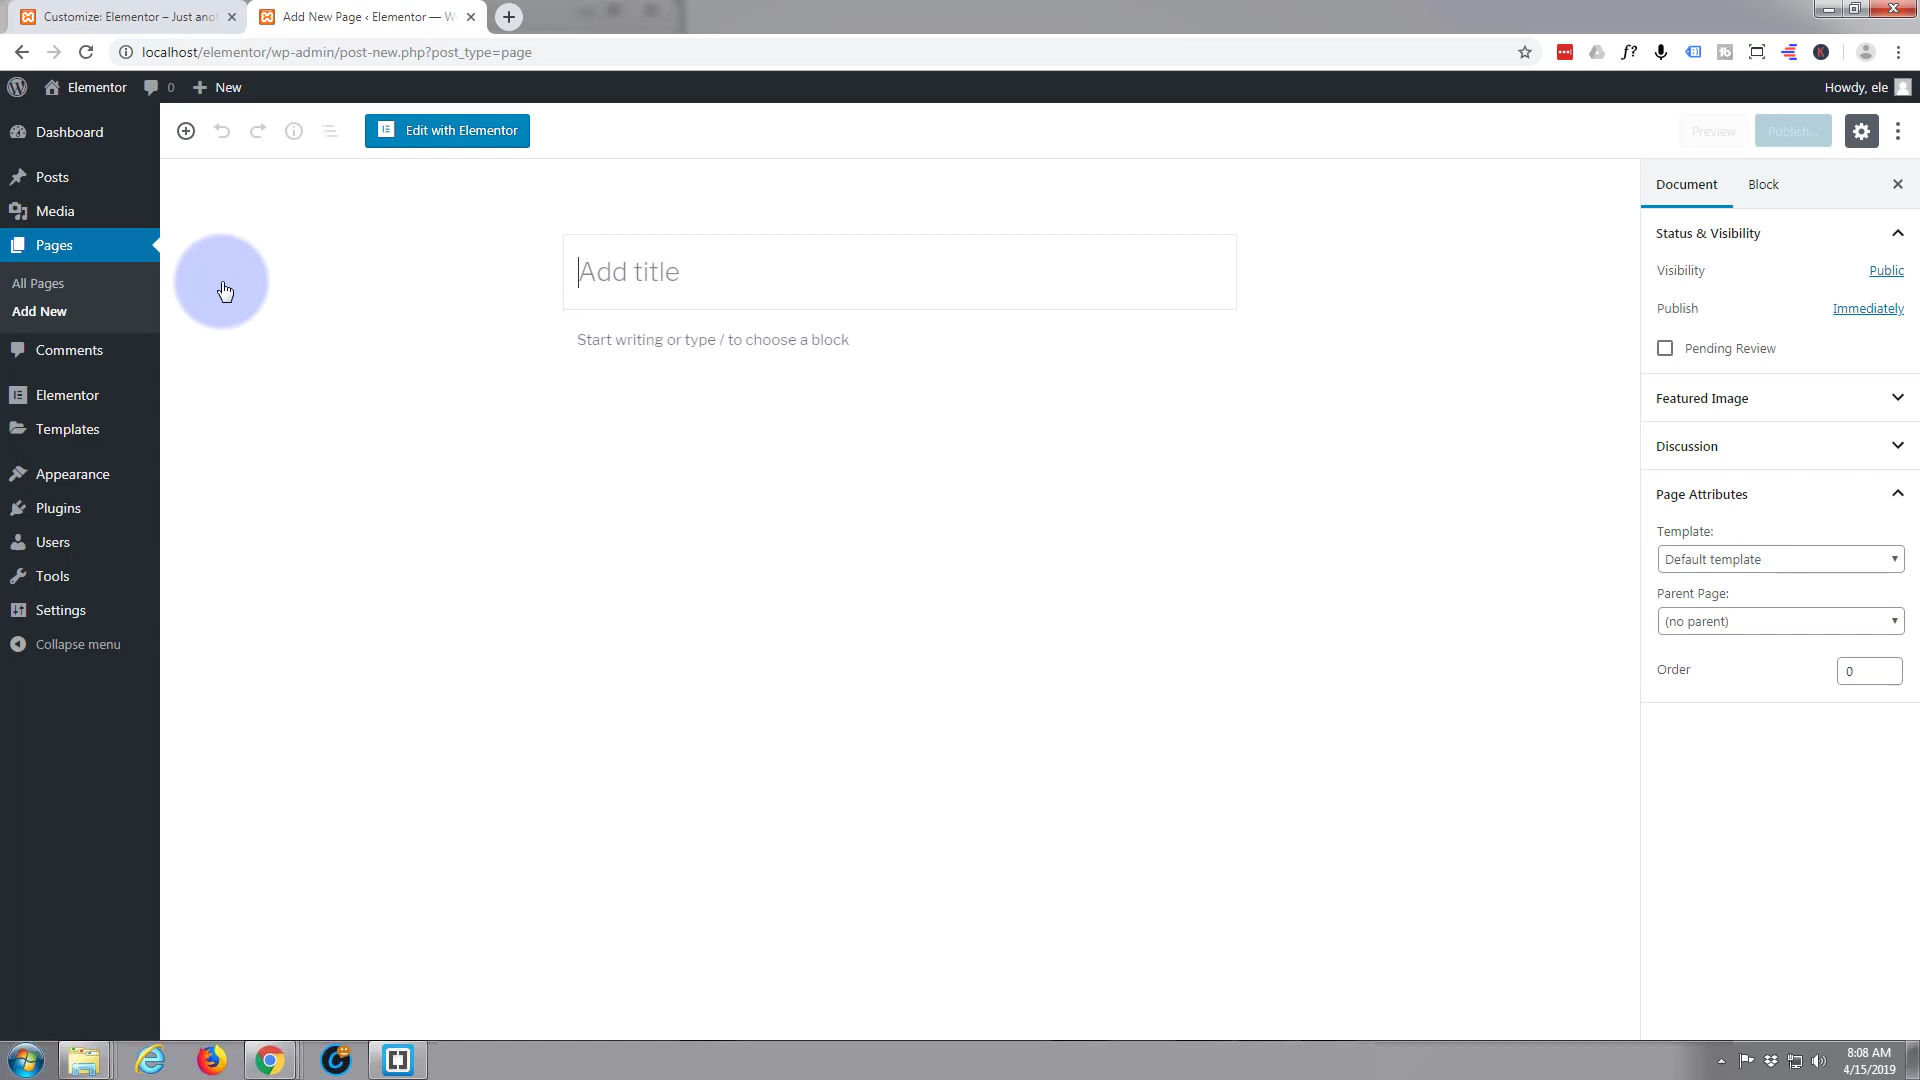 Customize: Elementor – Just ano
Add New Page ‹ Elementor — W
localhost/elementor/wp-admin/post-new.php?post_type=page
f?
K
Elementor
0
New
Howdy, ele
Dashboard
Posts
Media
Pages
All Pages
Add New
Comments
Elementor
Templates
Appearance
Plugins
Users
Tools
Settings
Collapse menu
Edit with Elementor
Preview
Publish...
Add title
Start writing or type / to choose a block
Document
Block
Status & Visibility
Visibility
Public
Publish
Immediately
Pending Review
Featured Image
Discussion
Page Attributes
Template:
Default template
Parent Page:
(no parent)
Order
0
8:08 AM
4/15/2019